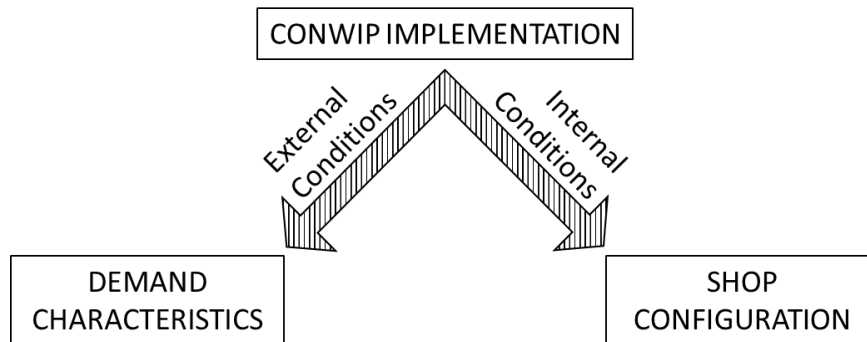 CONWIP IMPLEMENTATION
External
Conditions
Internal
Conditions
DEMAND
CHARACTERISTICS
SHOP
CONFIGURATION